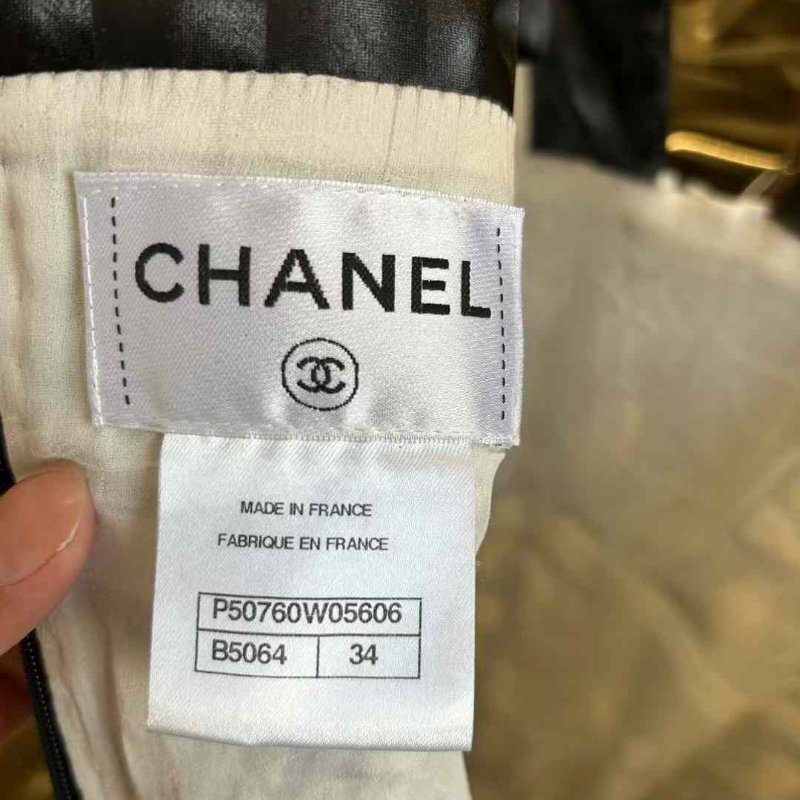 CHANEL
MADE IN FRANCE
FABRIQUE EN FRANCE
P50760W05606
B5064 34